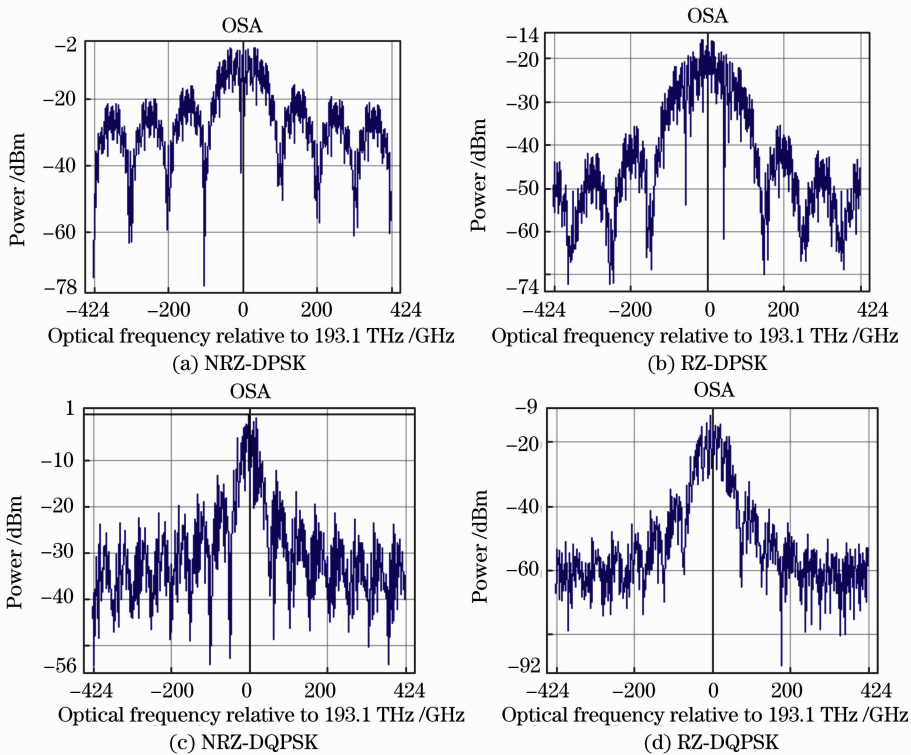 OSA
−2
−20
−40
−60
−78
Power /dBm
−424 −200 0 200 424
Optical frequency relative to 193.1 THz /GHz
(a) NRZ-DPSK
OSA
−14
−20
−30
−40
−50
−60
−74
Power /dBm
−424 −200 0 200 424
Optical frequency relative to 193.1 THz /GHz
(b) RZ-DPSK
OSA
1
−10
−20
−30
−40
−56
Power /dBm
−424 −200 0 200 424
Optical frequency relative to 193.1 THz /GHz
(c) NRZ-DQPSK
OSA
−9
−20
−40
−60
−92
Power /dBm
−424 −200 0 200 424
Optical frequency relative to 193.1 THz /GHz
(d) RZ-DQPSK